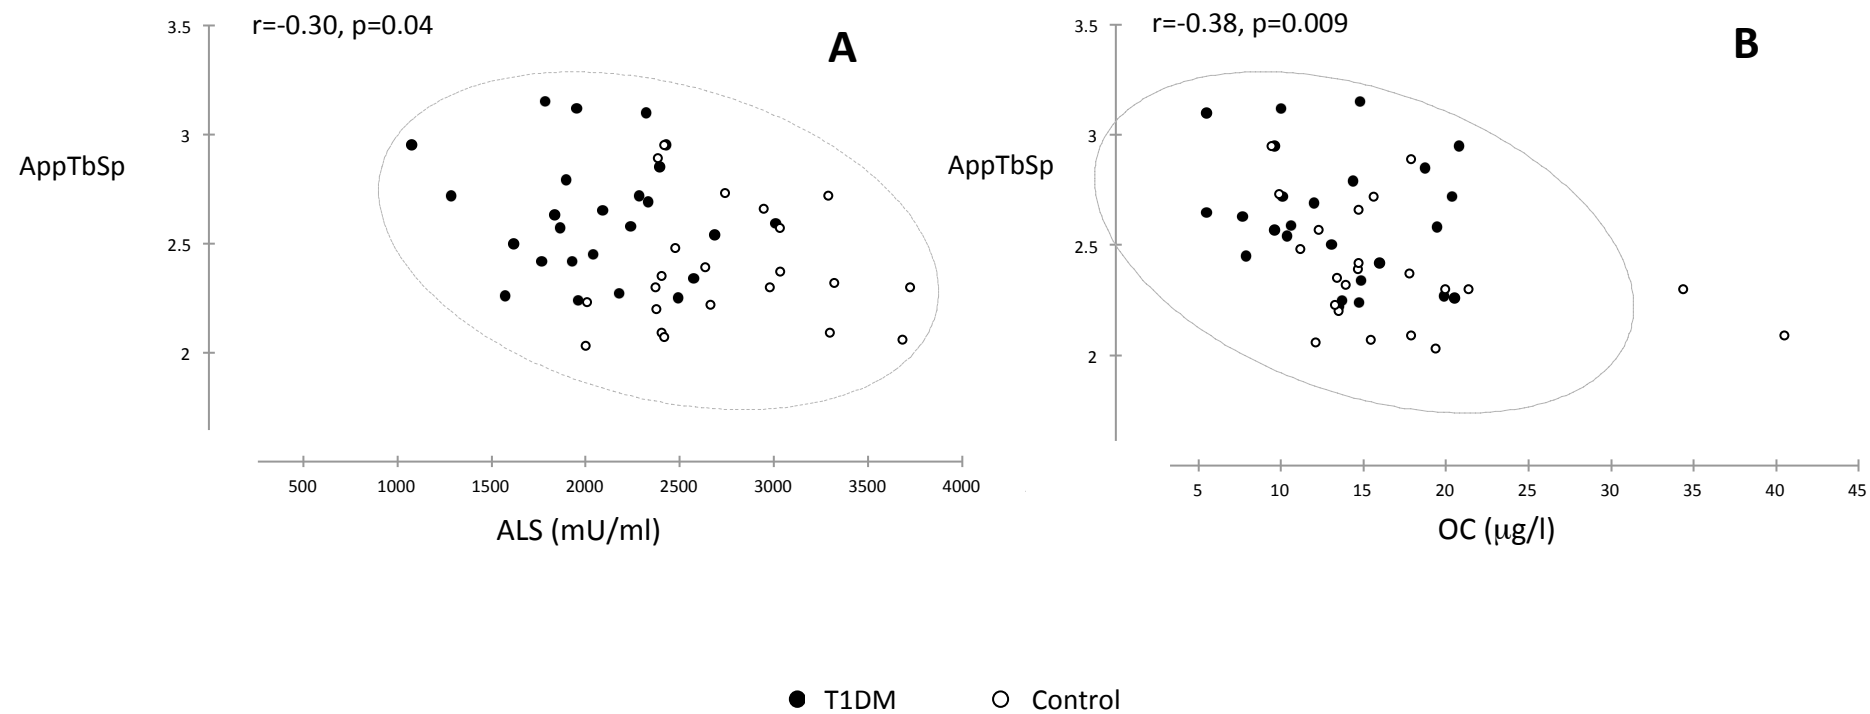 r=-0.30, p=0.04
A
3.5
3
2.5
2
AppTbSp
500 1000 1500 2000 2500 3000 3500 4000
ALS (mU/ml)
r=-0.38, p=0.009
B
3.5
3
2.5
2
AppTbSp
5 10 15 20 25 30 35 40 45
OC (μg/l)
T1DM Control